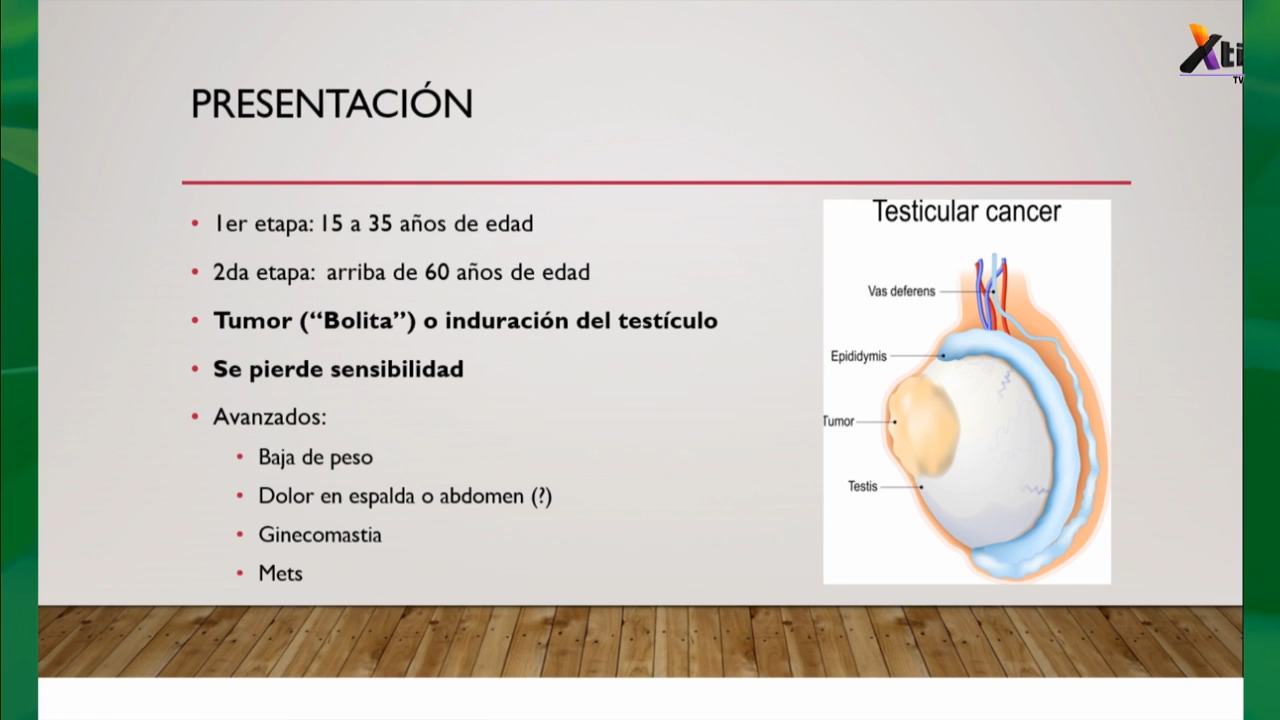 PRESENTACIÓN
• 1er etapa: 15 a 35 años de edad
• 2da etapa: arriba de 60 años de edad
• Tumor (“Bolita”) o induración del testículo
• Se pierde sensibilidad
• Avanzados:
• Baja de peso
• Dolor en espalda o abdomen (?)
• Ginecomastia
• Mets
Testicular cancer
Vas deferens
Epididymis
Tumor
Testis
Xti
TV